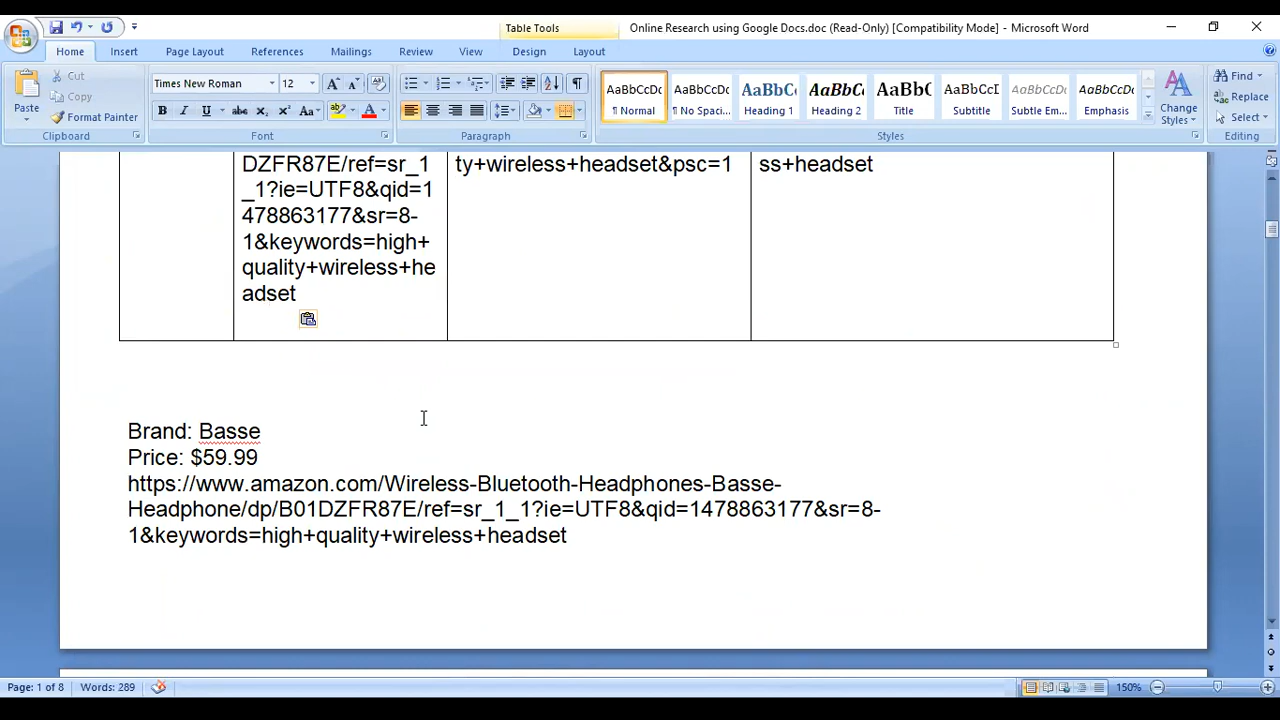 Table Tools
Online Research using Google Docs.doc (Read-Only) [Compatibility Mode] - Microsoft Word
Home Insert Page Layout References Mailings Review View Design Layout
Paste
Cut
Copy
Format Painter
Clipboard
Times New Roman 12
Font
Paragraph
AaBbCcDc AaBbCcDc AaBbCc AaBbCc AaBbC AaBbCcI AaBbCcDc AaBbCcDc
¶ Normal ¶ No Spaci... Heading 1 Heading 2 Title Subtitle Subtle Em... Emphasis
Change Styles
Styles
Find
Replace
Select
Editing
DZFR87E/ref=sr_1
_1?ie=UTF8&qid=1
478863177&sr=8-
1&keywords=high+
quality+wireless+he
adset
ty+wireless+headset&psc=1
ss+headset
Brand: Basse
Price: $59.99
https://www.amazon.com/Wireless-Bluetooth-Headphones-Basse-
Headphone/dp/B01DZFR87E/ref=sr_1_1?ie=UTF8&qid=1478863177&sr=8-
1&keywords=high+quality+wireless+headset
Page: 1 of 8 Words: 289
150%